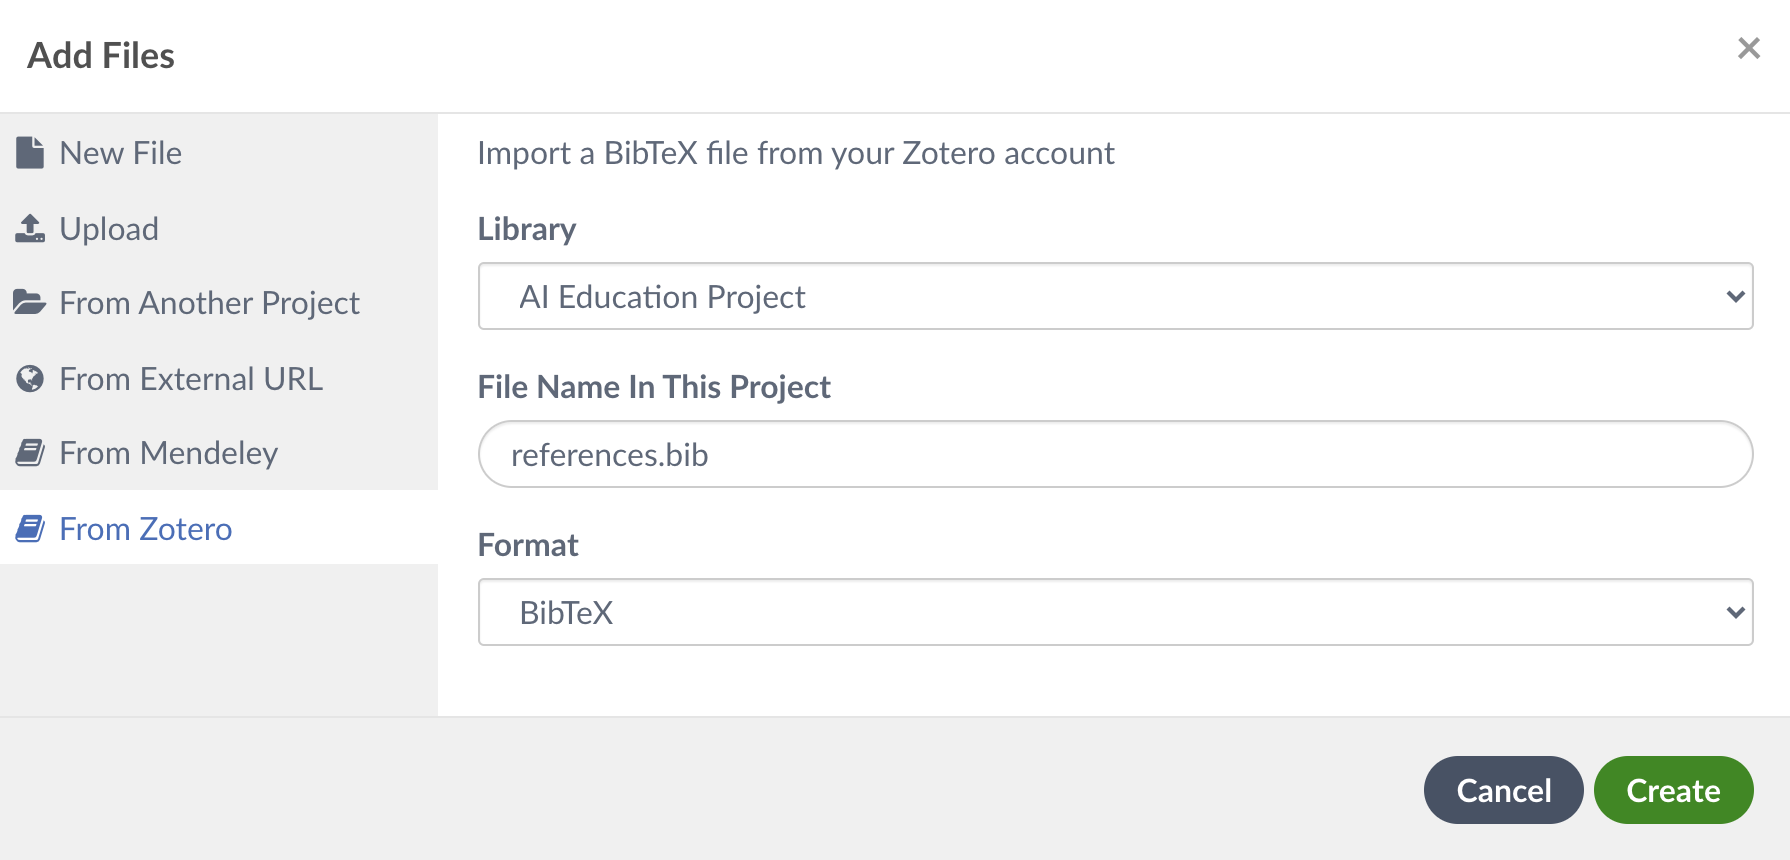 Add Files
New File
Upload
From Another Project
From External URL
From Mendeley
From Zotero
Import a BibTeX file from your Zotero account
Library
AI Education Project
File Name In This Project
references.bib
Format
BibTeX
Cancel
Create